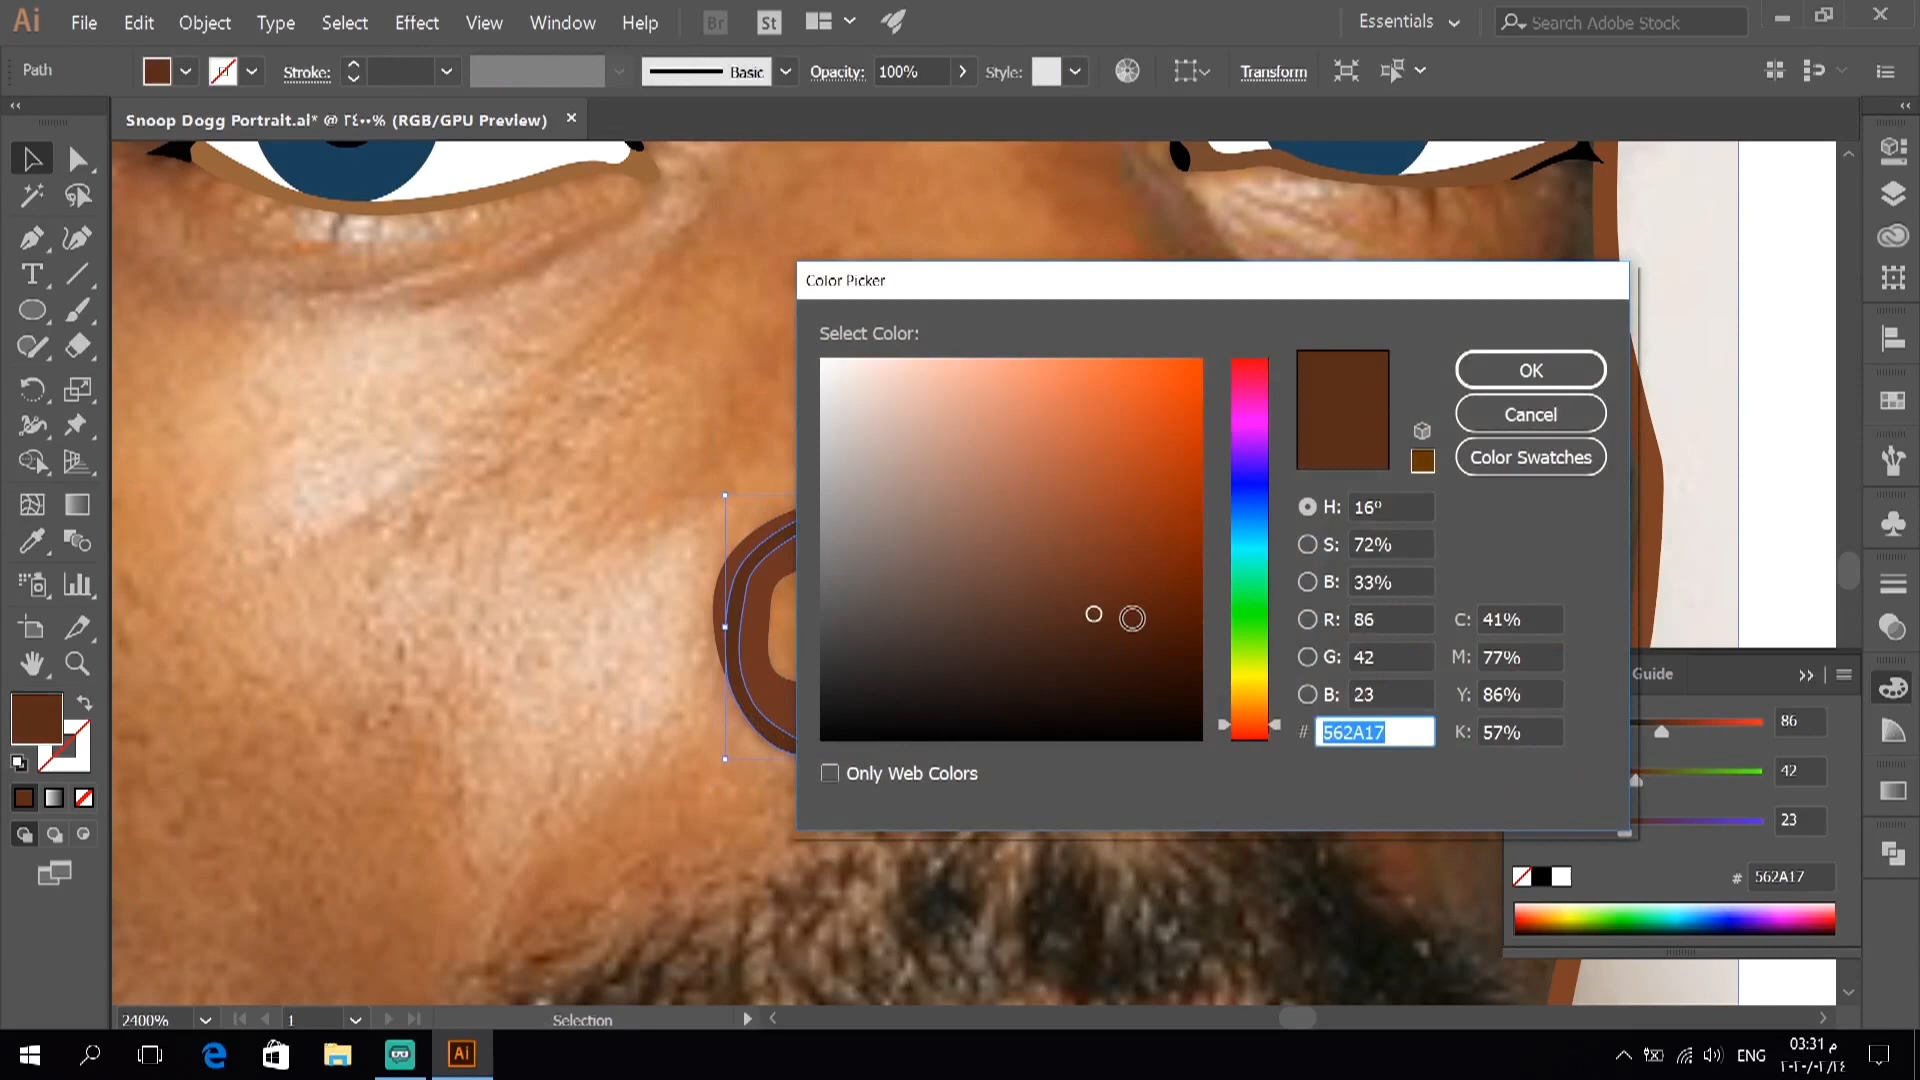 Ai File Edit Object Type Select Effect View Window Help Br St Essentials Search Adobe Stock
Path Stroke: Basic Opacity: 100% Style: Transform
Snoop Dogg Portrait.ai* @ ٢٤٠٠% (RGB/GPU Preview)
Color Picker
Select Color:
OK
Cancel
Color Swatches
H: 16º
S: 72%
B: 33%
R: 86 C: 41%
G: 42 M: 77%
B: 23 Y: 86%
# 562A17 K: 57%
Only Web Colors
Guide
86
42
23
# 562A17
2400% 1 Selection
Ai ENG 03:31 م
٢٠٢٠/٠٢/٢٤